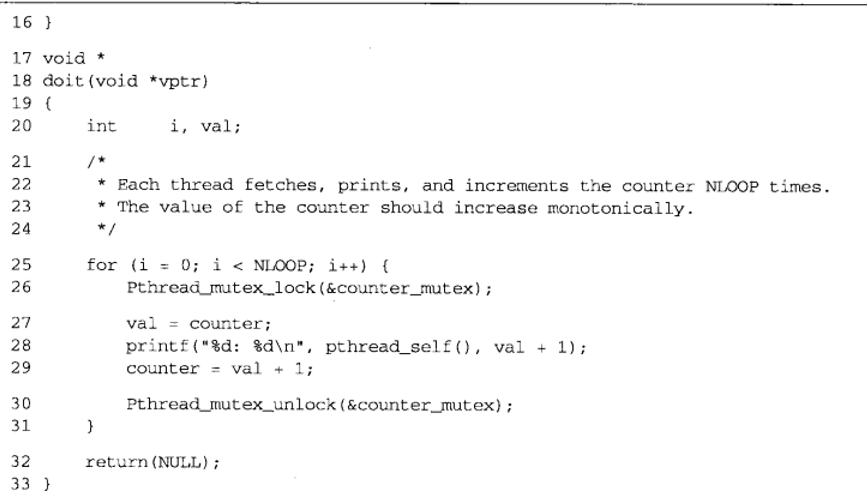 16 }
17 void *
18 doit(void *vptr)
19 {
20     int     i, val;
21     /*
22      * Each thread fetches, prints, and increments the counter NLOOP times.
23      * The value of the counter should increase monotonically.
24      */
25     for (i = 0; i < NLOOP; i++) {
26         Pthread_mutex_lock(&counter_mutex);
27         val = counter;
28         printf("%d: %d\n", pthread_self(), val + 1);
29         counter = val + 1;
30         Pthread_mutex_unlock(&counter_mutex);
31     }
32     return(NULL);
33 }